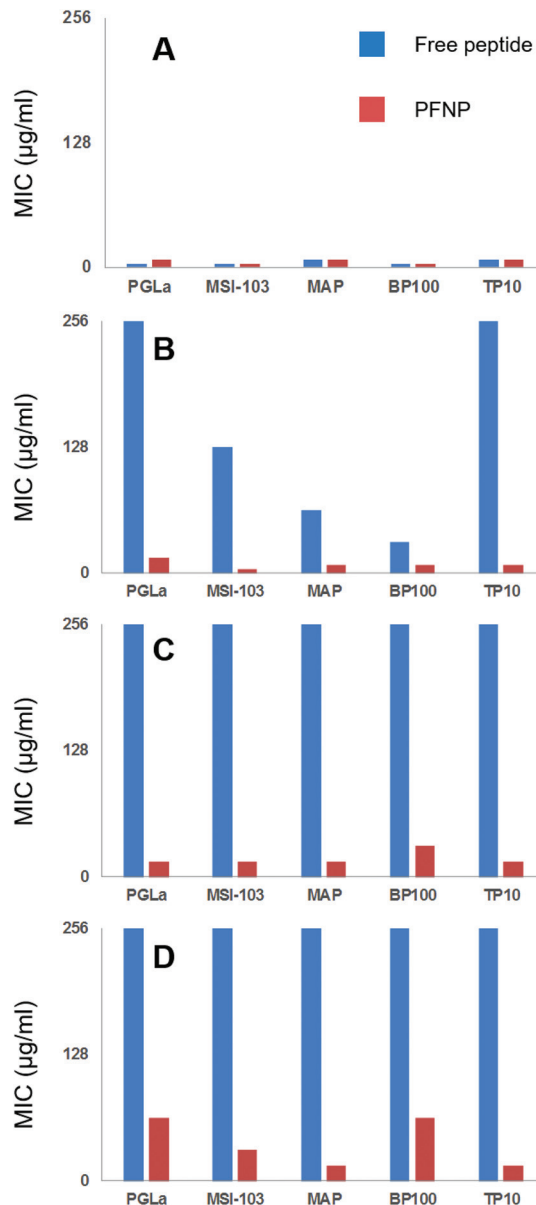 256
A
Free peptide
PFNP
MIC (µg/ml)
128
0
PGLa MSI-103 MAP BP100 TP10
256
B
MIC (µg/ml)
128
0
PGLa MSI-103 MAP BP100 TP10
256
C
MIC (µg/ml)
128
0
PGLa MSI-103 MAP BP100 TP10
256
D
MIC (µg/ml)
128
0
PGLa MSI-103 MAP BP100 TP10